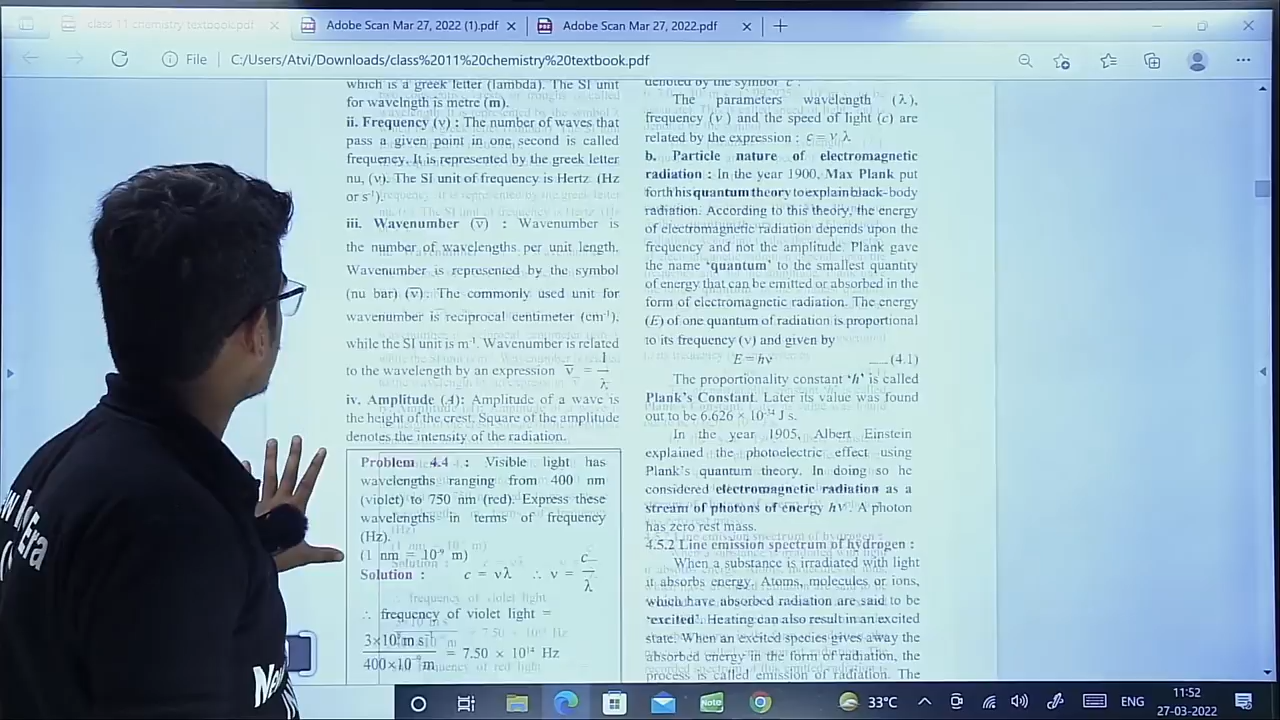 class 11 chemistry textbook.pdf
Adobe Scan Mar 27, 2022 (1).pdf
Adobe Scan Mar 27, 2022.pdf
File
C:/Users/Atvi/Downloads/class%2011%20chemistry%20textbook.pdf
which is a greek letter (lambda). The SI unit
for wavelngth is metre (m).
ii. Frequency (ν) : The number of waves that
pass a given point in one second is called
frequency. It is represented by the greek letter
nu, (ν). The SI unit of frequency is Hertz (Hz
or s⁻¹).
iii. Wavenumber (ν̅) : Wavenumber is
the number of wavelengths per unit length.
Wavenumber is represented by the symbol
(nu bar) (ν̅). The commonly used unit for
wavenumber is reciprocal centimeter (cm⁻¹),
while the SI unit is m⁻¹. Wavenumber is related
to the wavelength by an expression ν̅ = 1/λ
iv. Amplitude (A): Amplitude of a wave is
the height of the crest. Square of the amplitude
denotes the intensity of the radiation.
Problem 4.4 : Visible light has
wavelengths ranging from 400 nm
(violet) to 750 nm (red). Express these
wavelengths in terms of frequency
(Hz).
(1 nm = 10⁻⁹ m)
Solution : c = νλ ∴ ν = c/λ
∴ frequency of violet light =
3×10⁸m s⁻¹
400×10⁻⁹ m = 7.50 × 10¹⁴ Hz
denoted by the symbol 'c'.
The parameters wavelength (λ),
frequency (ν) and the speed of light (c) are
related by the expression : c = ν λ
b. Particle nature of electromagnetic
radiation : In the year 1900, Max Plank put
forth his quantum theory to explain black-body
radiation. According to this theory, the energy
of electromagnetic radiation depends upon the
frequency and not the amplitude. Plank gave
the name 'quantum' to the smallest quantity
of energy that can be emitted or absorbed in the
form of electromagnetic radiation. The energy
(E) of one quantum of radiation is proportional
to its frequency (ν) and given by
E = hν ___ (4.1)
The proportionality constant 'h' is called
Plank's Constant. Later its value was found
out to be 6.626 × 10⁻³⁴ J s.
In the year 1905, Albert Einstein
explained the photoelectric effect using
Plank's quantum theory. In doing so he
considered electromagnetic radiation as a
stream of photons of energy hν. A photon
has zero rest mass.
4.5.2 Line emission spectrum of hydrogen :
When a substance is irradiated with light
it absorbs energy. Atoms, molecules or ions,
which have absorbed radiation are said to be
'excited'. Heating can also result in an excited
state. When an excited species gives away the
absorbed energy in the form of radiation, the
process is called emission of radiation. The
Era
Note
33°C
ENG
11:52
27-03-2022